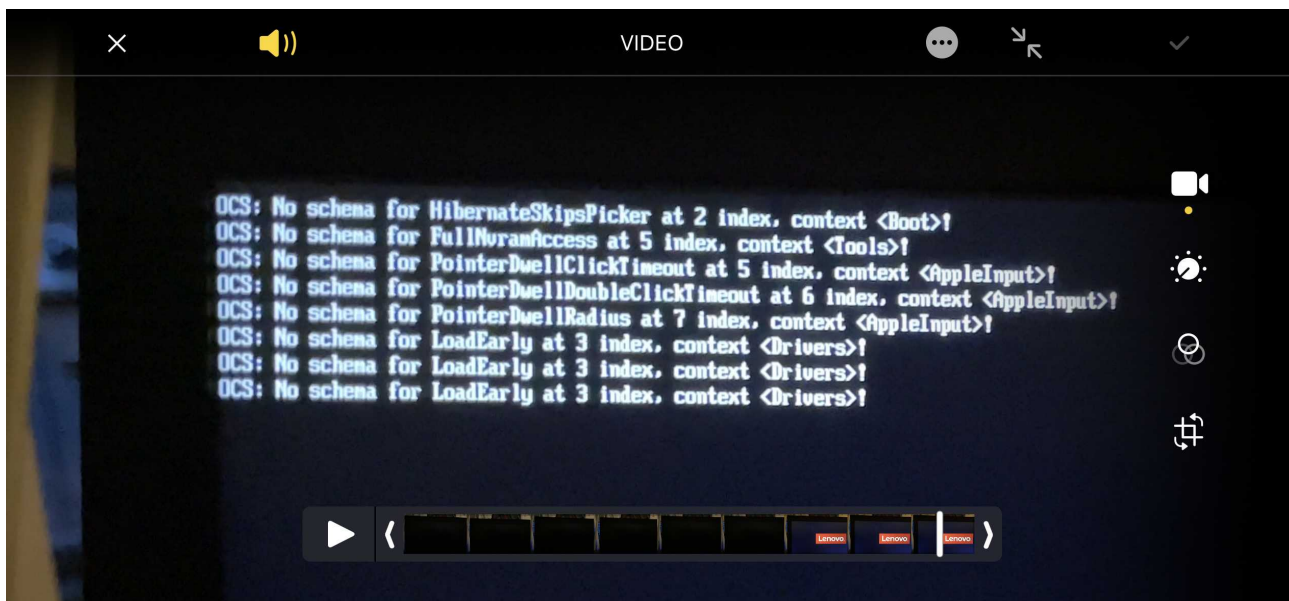 VIDEO
OCS: No schema for HibernateSkipsPicker at 2 index, context <Boot>!
OCS: No schema for FullNvramAccess at 5 index, context <Tools>!
OCS: No schema for PointerDwellClickTimeout at 5 index, context <AppleInput>!
OCS: No schema for PointerDwellDoubleClickTimeout at 6 index, context <AppleInput>!
OCS: No schema for PointerDwellRadius at 7 index, context <AppleInput>!
OCS: No schema for LoadEarly at 3 index, context <Drivers>!
OCS: No schema for LoadEarly at 3 index, context <Drivers>!
OCS: No schema for LoadEarly at 3 index, context <Drivers>!
Lenovo Lenovo Lenovo